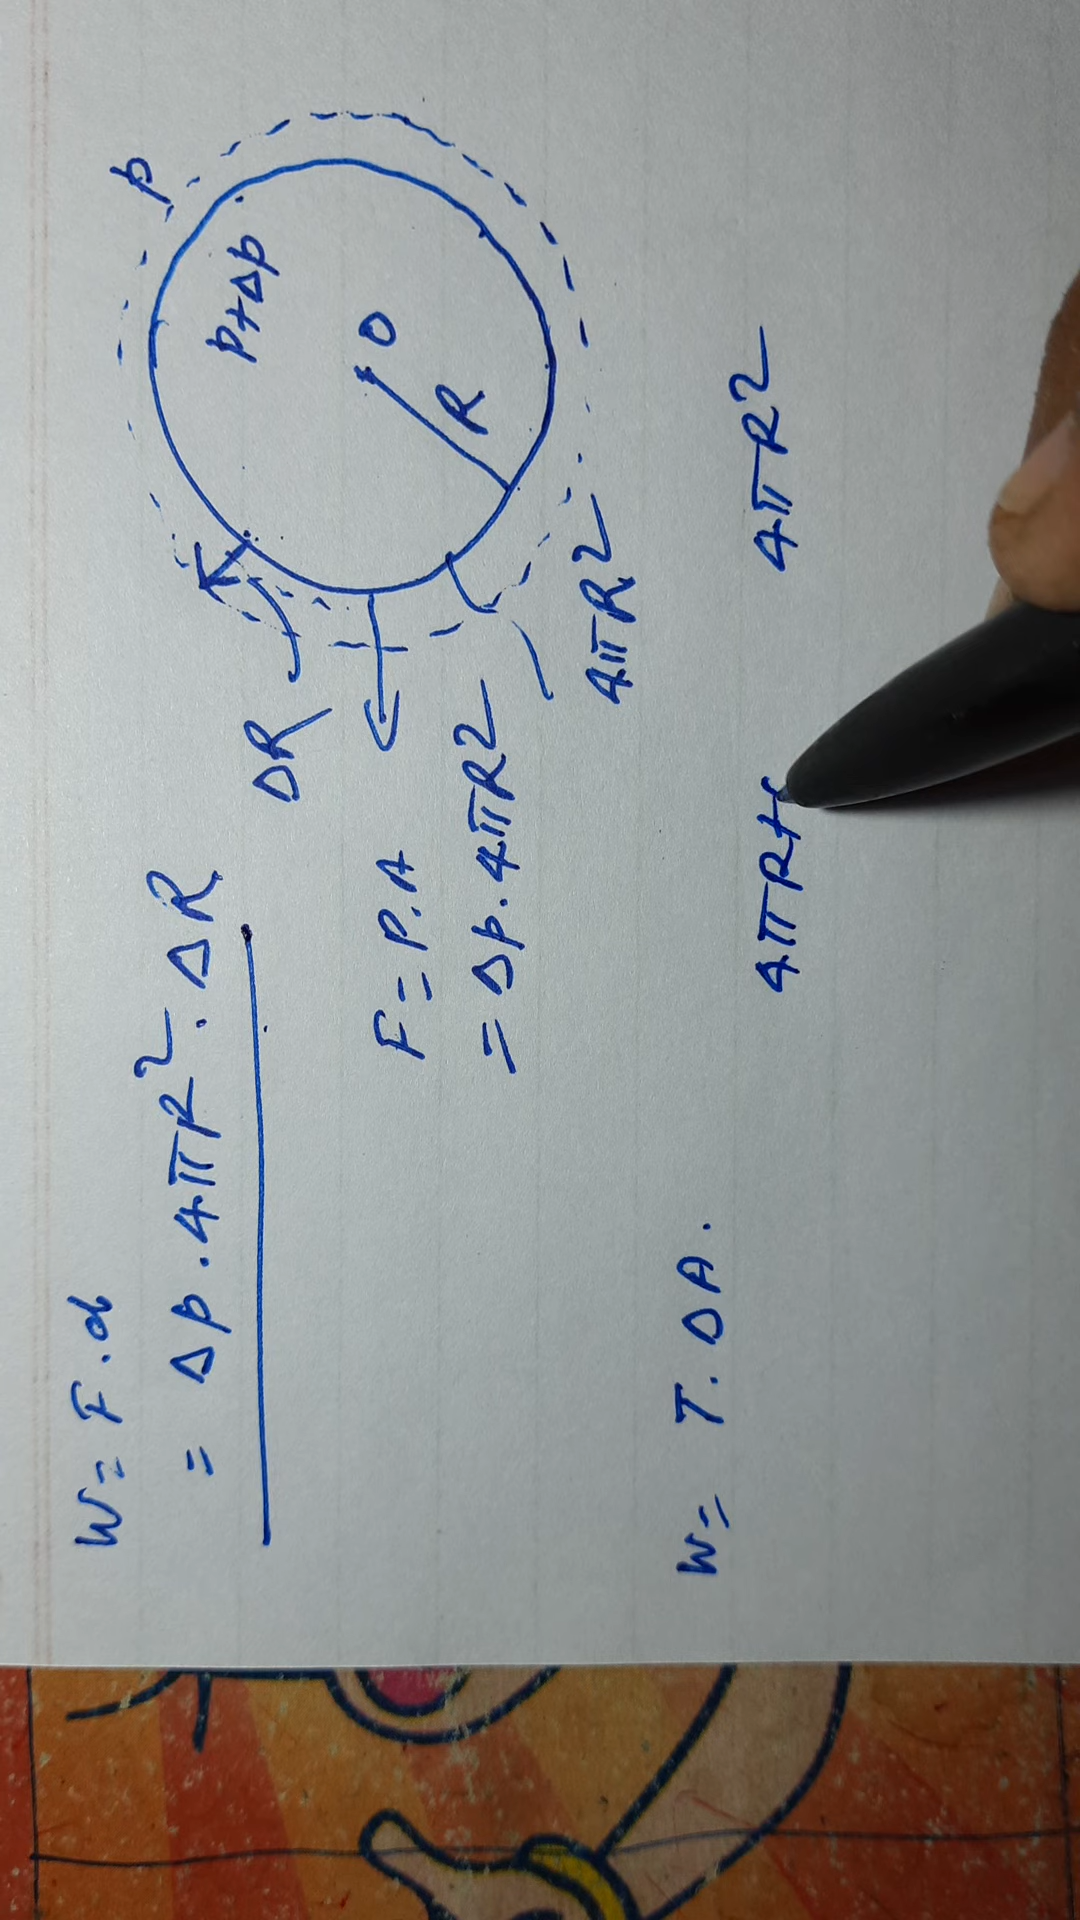 W = F.d
= Δp.4πR².ΔR
p
p+Δp
O
R
ΔR
F = P.A
= Δp.4πR2
4πR2
W = T.ΔA.
4πR2
4πR+